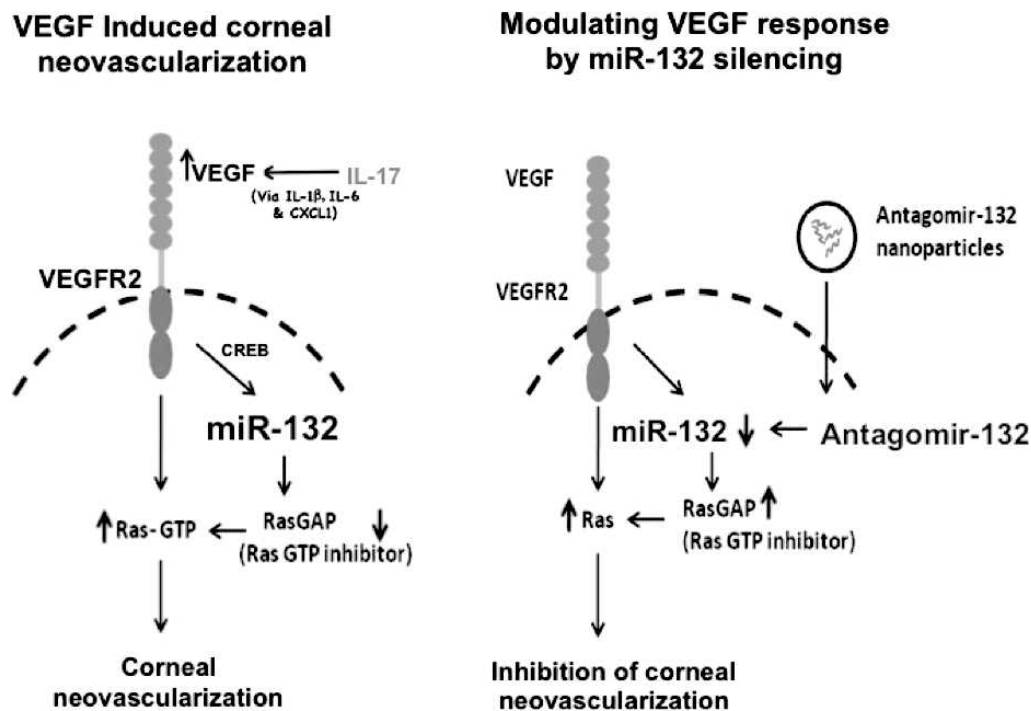 VEGF Induced corneal
neovascularization
↑VEGF ← IL-17
(Via IL-1β, IL-6
& CXCL1)
VEGFR2
CREB
miR-132
↑Ras-GTP ← RasGAP ↓
(Ras GTP inhibitor)
Corneal
neovascularization
Modulating VEGF response
by miR-132 silencing
VEGF
Antagomir-132
nanoparticles
VEGFR2
miR-132 ↓ ← Antagomir-132
↑Ras ← RasGAP ↑
(Ras GTP inhibitor)
Inhibition of corneal
neovascularization